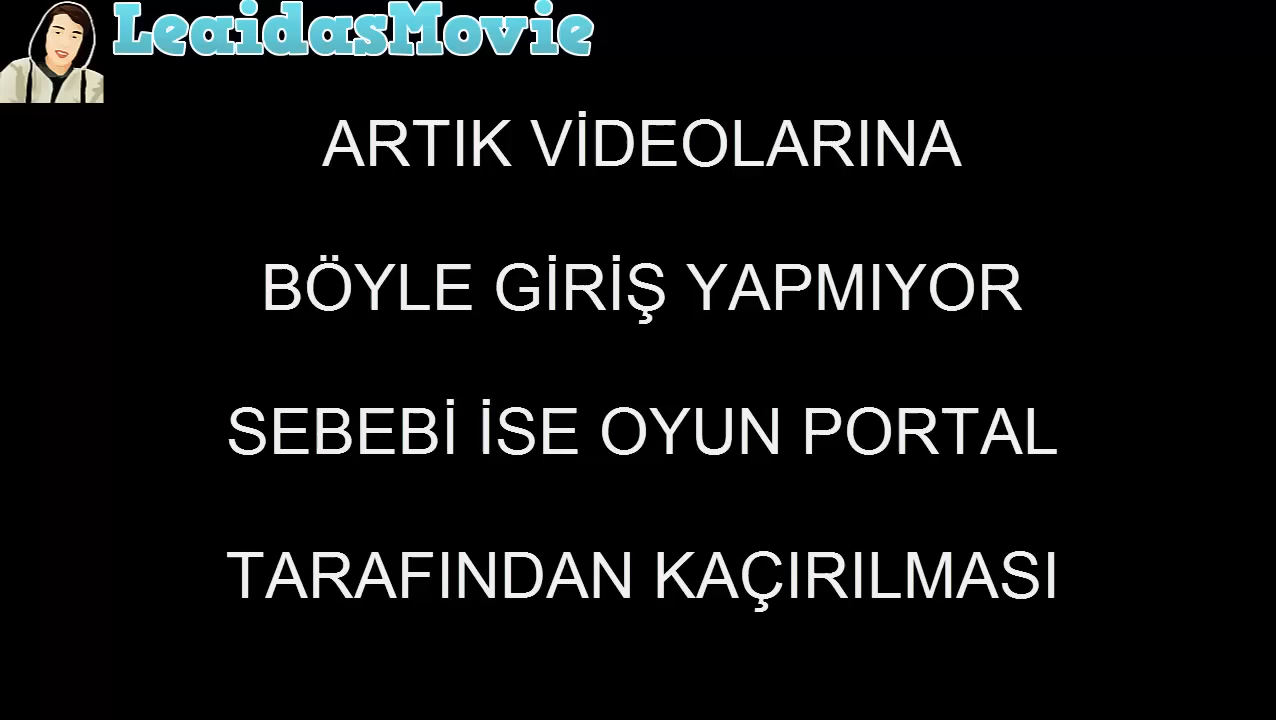 LeaidasMovie
ARTIK VİDEOLARINA
BÖYLE GİRİŞ YAPMIYOR
SEBEBİ İSE OYUN PORTAL
TARAFINDAN KAÇIRILMASI